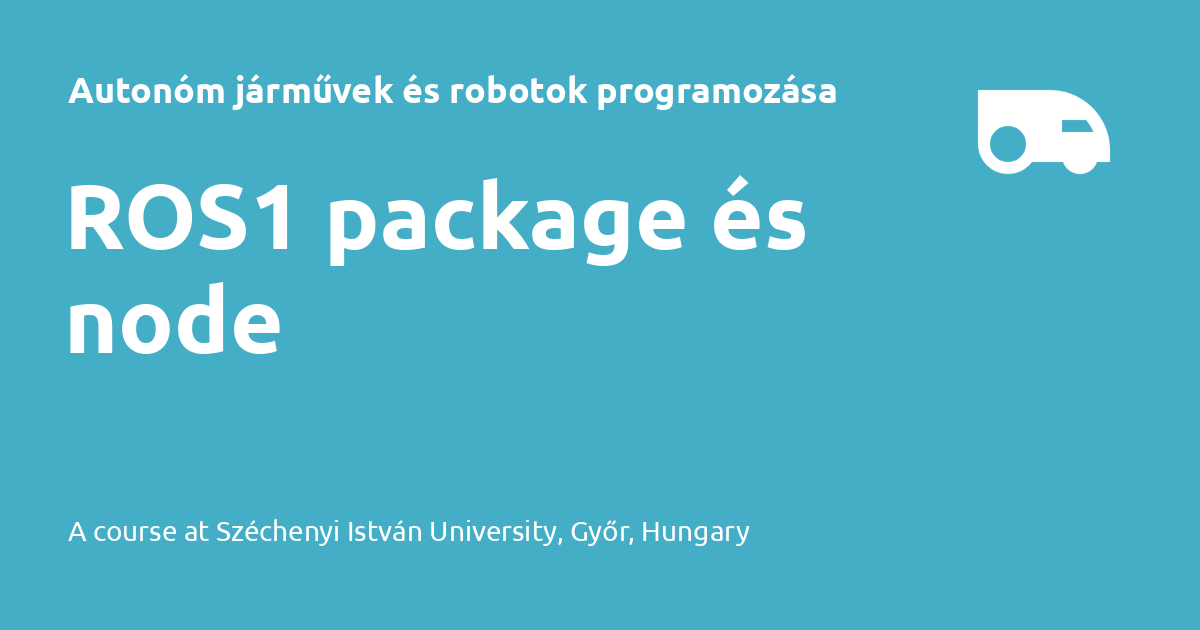 Autonóm járművek és robotok programozása
ROS1 package és
node
A course at Széchenyi István University, Győr, Hungary